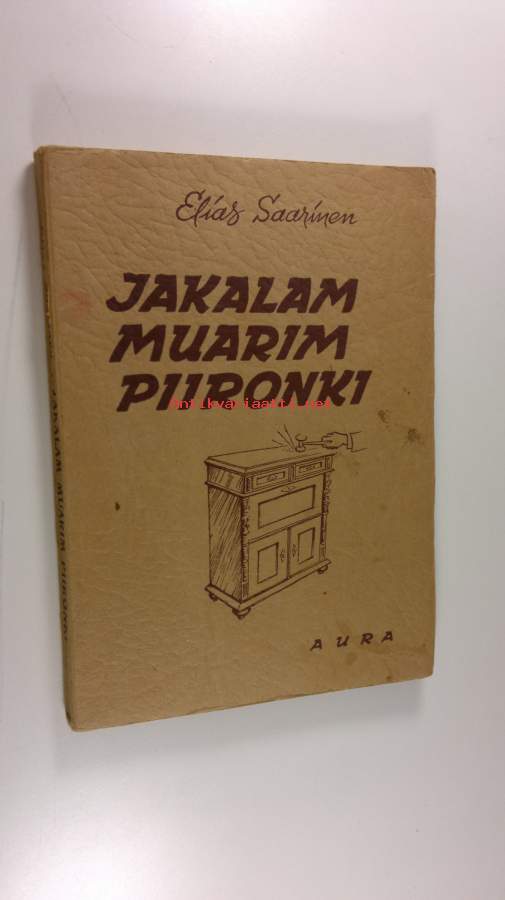 Elias Saarinen
JAKALAM
MUARIM
PIIRONKI
Antikvariaatti.net
AURA
JAKALAM MUARIM PIIRONKI